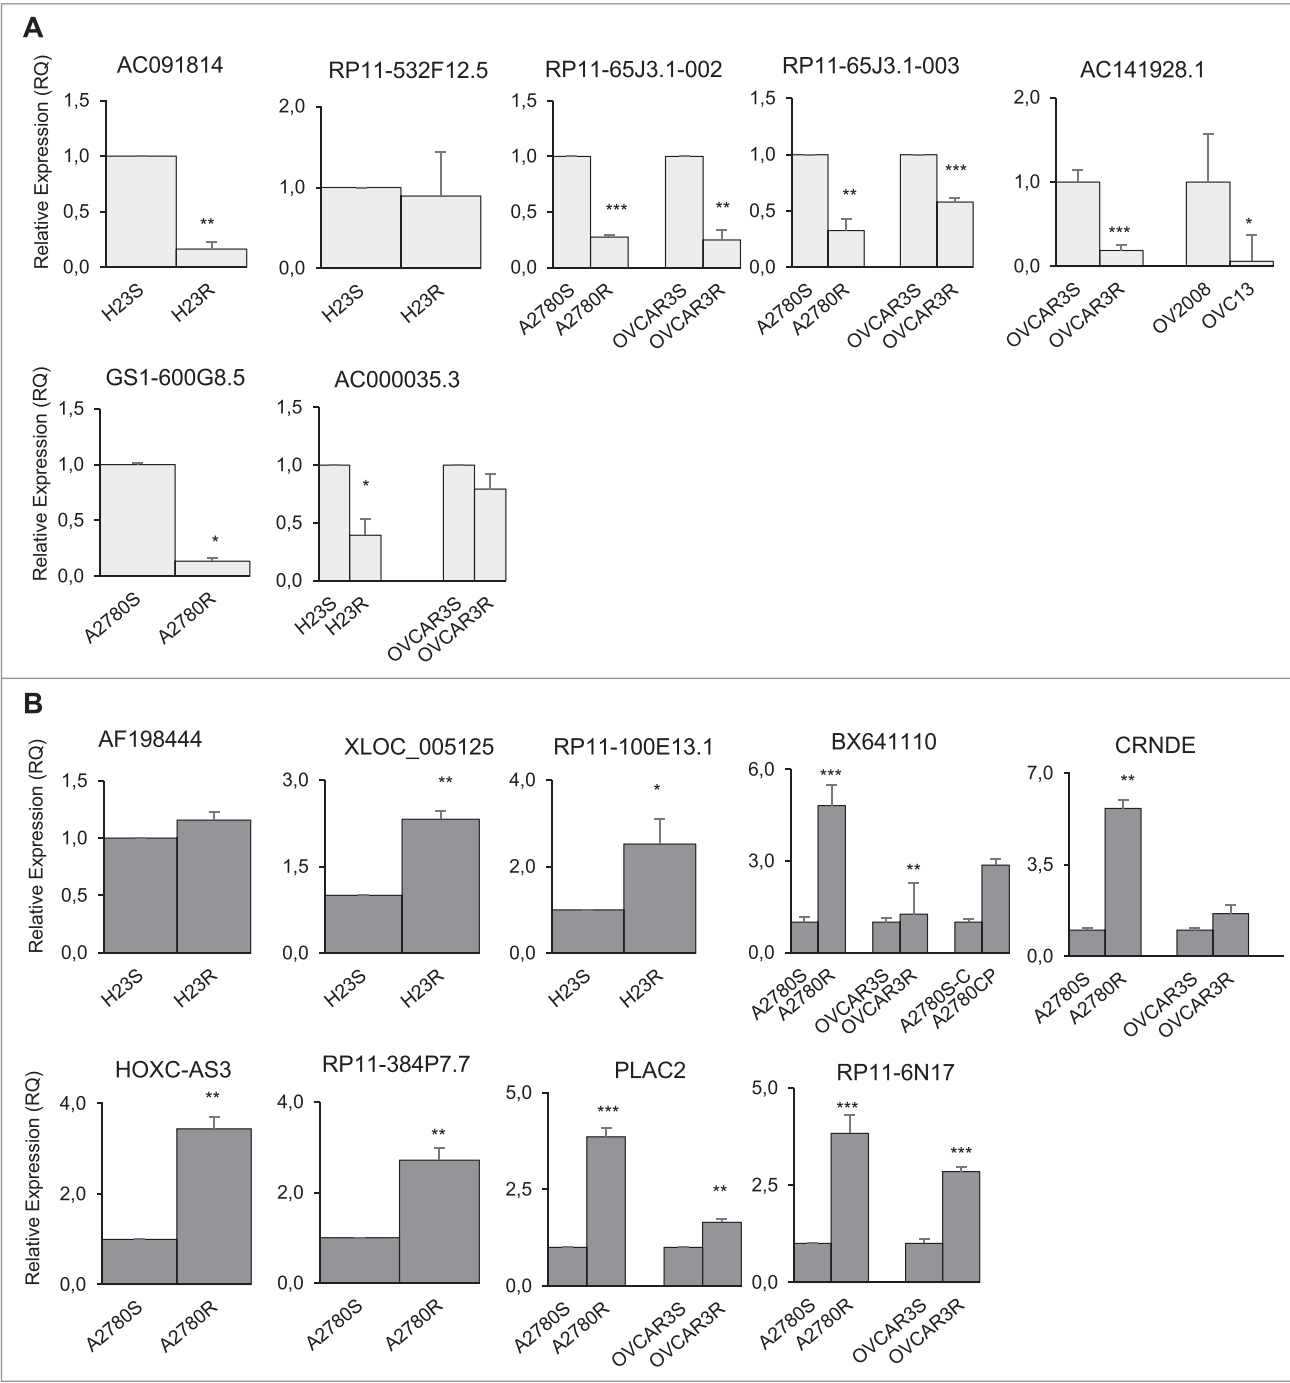 A
AC091814
Relative Expression (RQ)
1,5
1,0
0,5
0,0
**
H23S
H23R
RP11-532F12.5
2,0
1,0
0,0
H23S
H23R
RP11-65J3.1-002
1,5
1,0
0,5
0,0
***
**
A2780S
A2780R
OVCAR3S
OVCAR3R
RP11-65J3.1-003
1,5
1,0
0,5
0,0
**
***
A2780S
A2780R
OVCAR3S
OVCAR3R
AC141928.1
2,0
1,0
0,0
***
*
OVCAR3S
OVCAR3R
OV2008
OVC13
GS1-600G8.5
Relative Expression (RQ)
1,5
1,0
0,5
0,0
*
A2780S
A2780R
AC000035.3
1,5
1,0
0,5
0,0
*
H23S
H23R
OVCAR3S
OVCAR3R
B
AF198444
Relative Expression (RQ)
1,5
1,0
0,5
0,0
H23S
H23R
XLOC_005125
3,0
1,5
0,0
**
H23S
H23R
RP11-100E13.1
4,0
2,0
0,0
*
H23S
H23R
BX641110
6,0
3,0
0,0
***
**
A2780S
A2780R
OVCAR3S
OVCAR3R
A2780S-C
A2780CP
CRNDE
7,0
3,5
0,0
**
A2780S
A2780R
OVCAR3S
OVCAR3R
HOXC-AS3
Relative Expression (RQ)
4,0
2,0
0,0
**
A2780S
A2780R
RP11-384P7.7
4,0
2,0
0,0
**
A2780S
A2780R
PLAC2
5,0
2,5
0,0
***
**
A2780S
A2780R
OVCAR3S
OVCAR3R
RP11-6N17
5,0
2,5
0,0
***
***
A2780S
A2780R
OVCAR3S
OVCAR3R